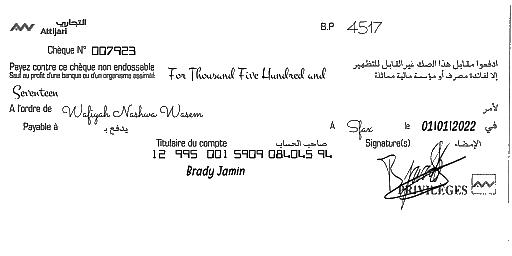 التجاري
Attijari
B.P 4517
Chèque N° 007923
Payez contre ce chèque non endossable
Sauf au profit d'une banque ou d'un organisme assimilé
For Thousand Five Hundred and
ادفعوا مقابل هذا الصك غير القابل للتظهير
إلا لفائدة مصرف أو مؤسسة مالية مماثلة
Seventeen
A l'ordre de Wafiyah Nashwa Wasem لأمر
Payable à يدفع بـ A Sfax le 01/01/2022 في
Titulaire du compte صاحب الحساب Signature(s) الإمضاء
12 995 001 5909 084045 94
Brady Jamin
PRIVILEGES